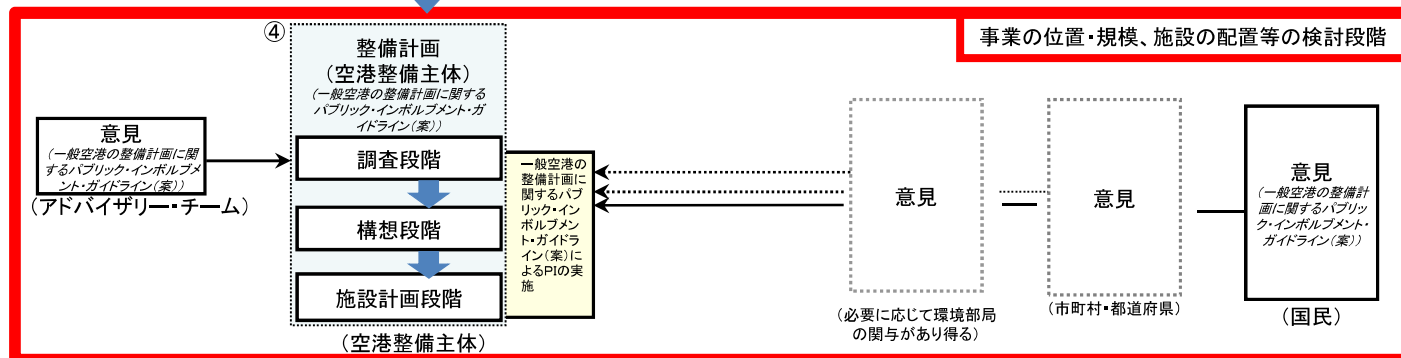 事業の位置・規模、施設の配置等の検討段階
④
整備計画
（空港整備主体）
（一般空港の整備計画に関する
パブリック・インボルブメント・ガ
イドライン（案））
調査段階
構想段階
施設計画段階
（空港整備主体）
意見
（一般空港の整備計画に関
するパブリック・インボルブメ
ント・ガイドライン（案））
（アドバイザリー・チーム）
一般空港の
整備計画に
関するパブ
リック・イン
ボルブメン
ト・ガイドラ
イン（案）に
よるPIの実
施
意見
（必要に応じて環境部局
の関与があり得る）
意見
（市町村・都道府県）
意見
（一般空港の整備計
画に関するパブリッ
ク・インボルブメント・
ガイドライン（案））
（国民）